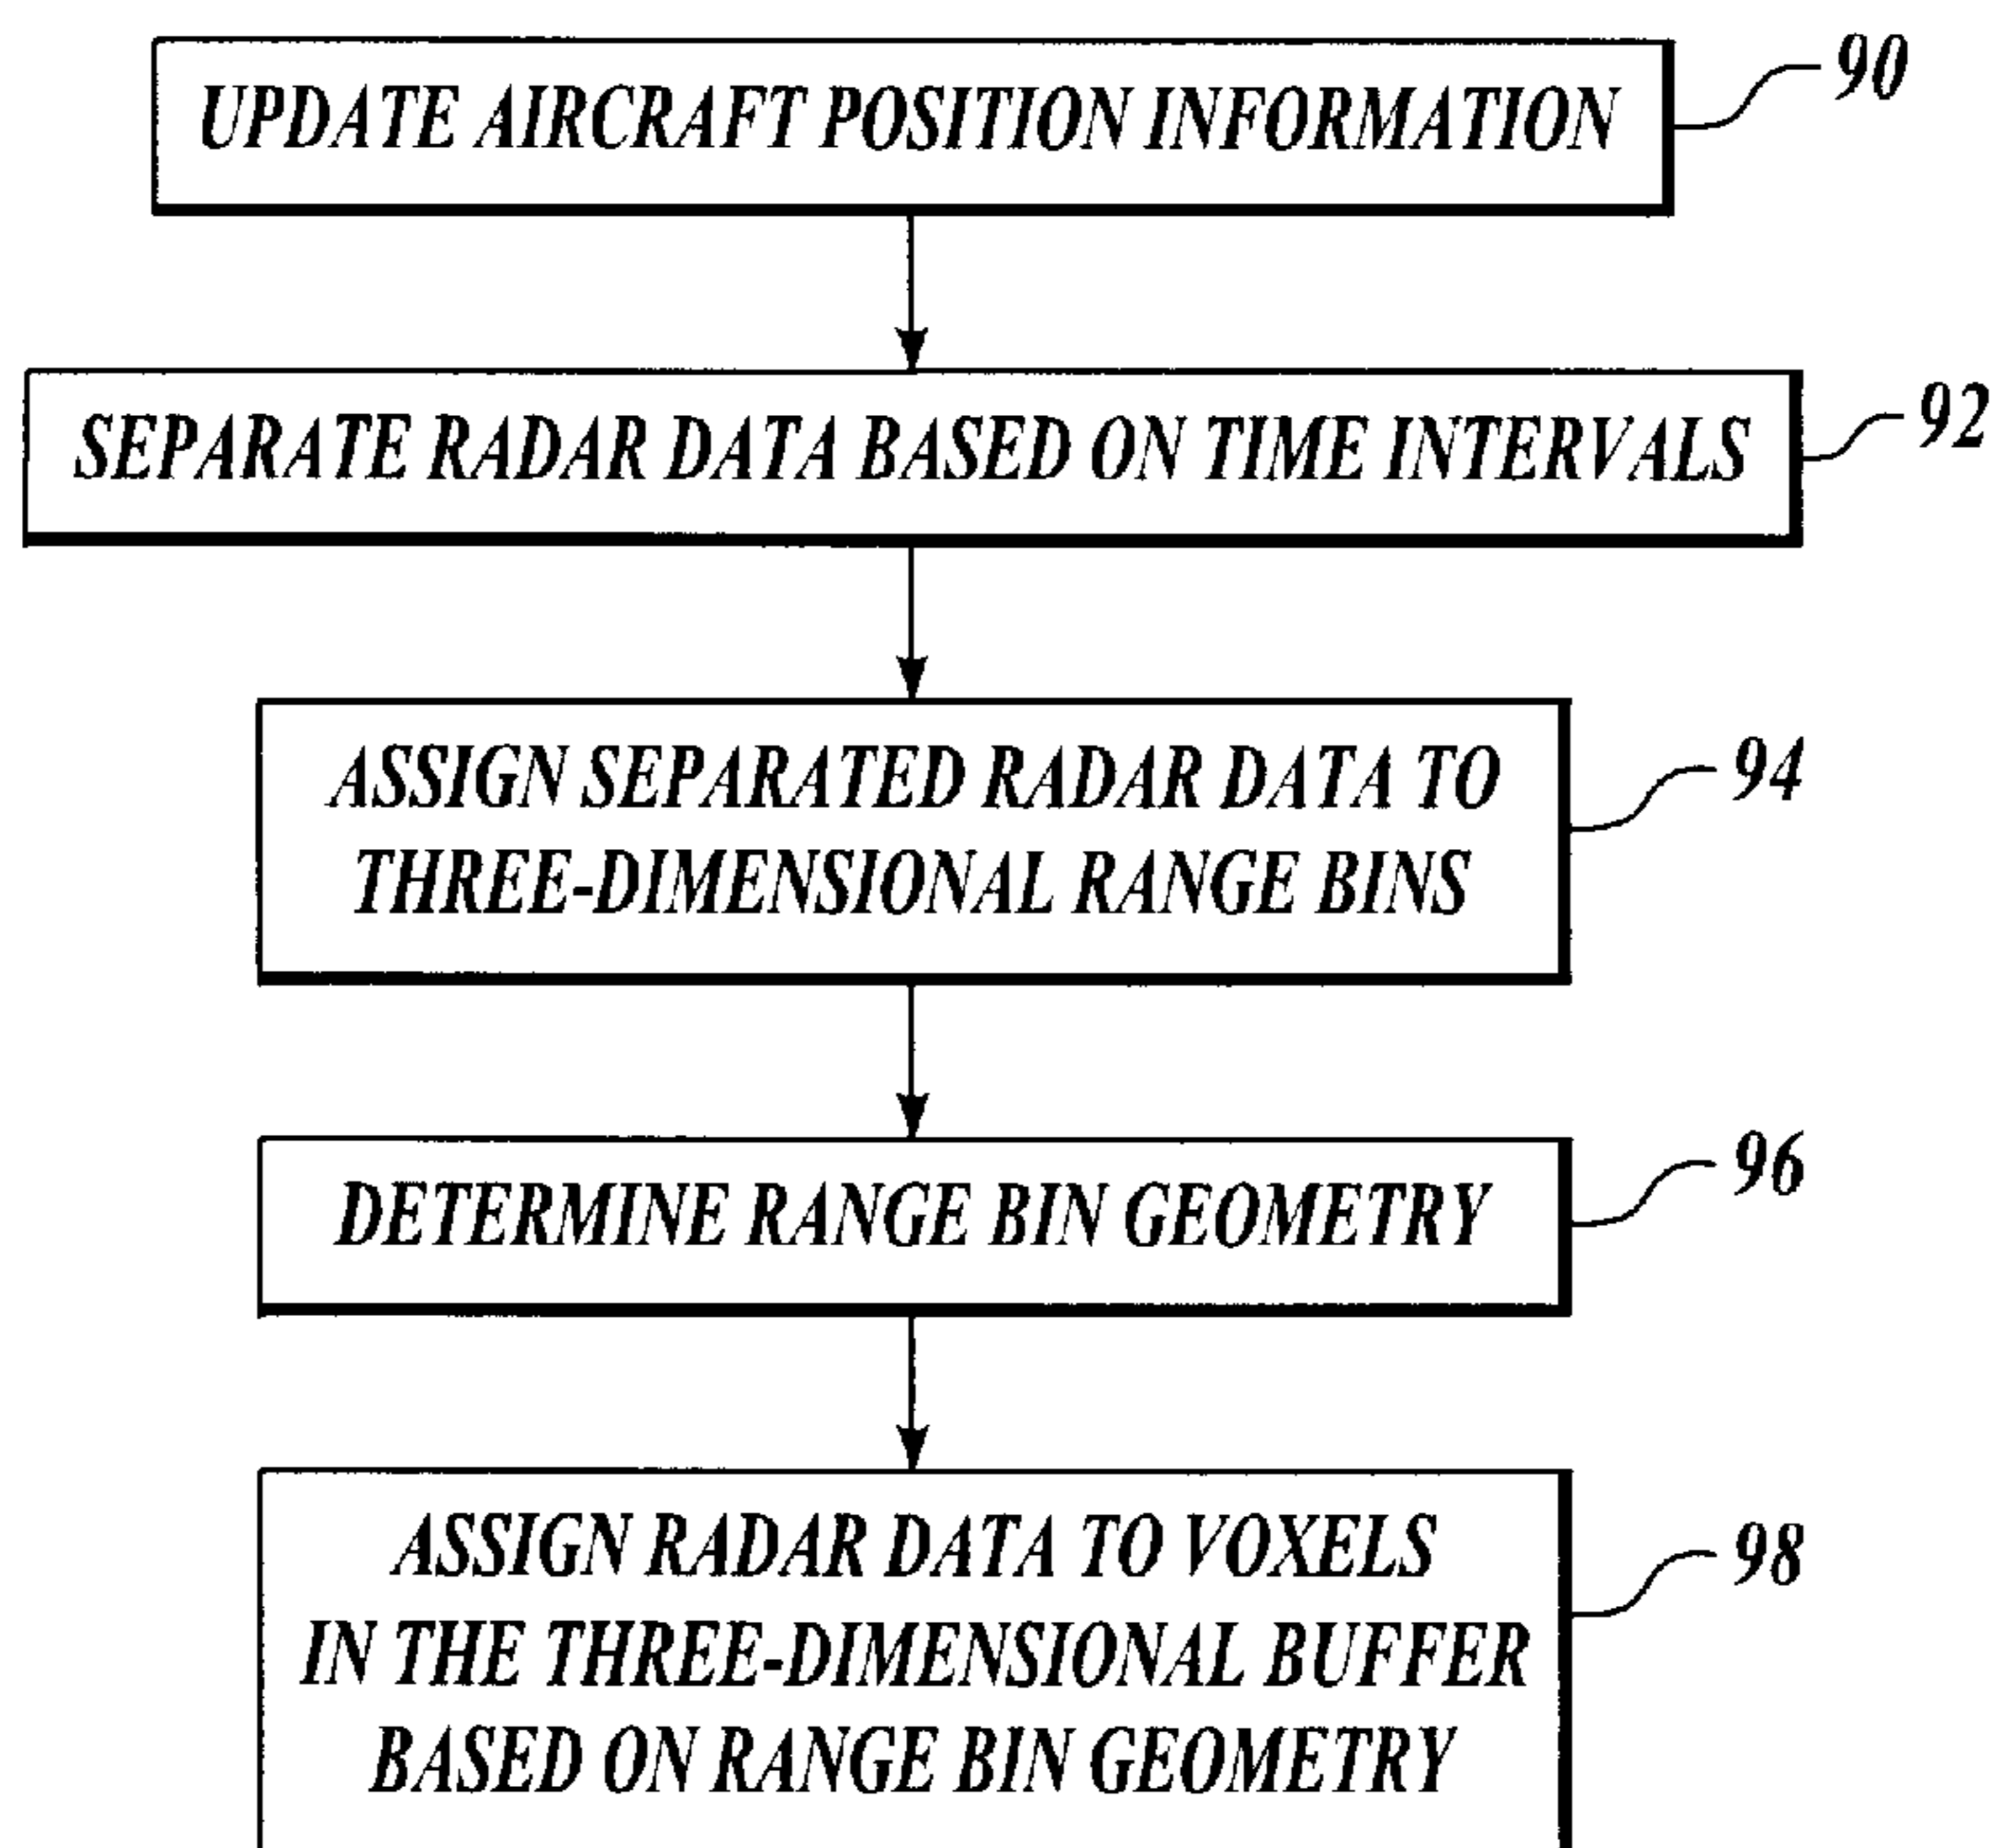 UPDATE AIRCRAFT POSITION INFORMATION
90
SEPARATE RADAR DATA BASED ON TIME INTERVALS
92
ASSIGN SEPARATED RADAR DATA TO
THREE-DIMENSIONAL RANGE BINS
94
DETERMINE RANGE BIN GEOMETRY
96
ASSIGN RADAR DATA TO VOXELS
IN THE THREE-DIMENSIONAL BUFFER
BASED ON RANGE BIN GEOMETRY
98